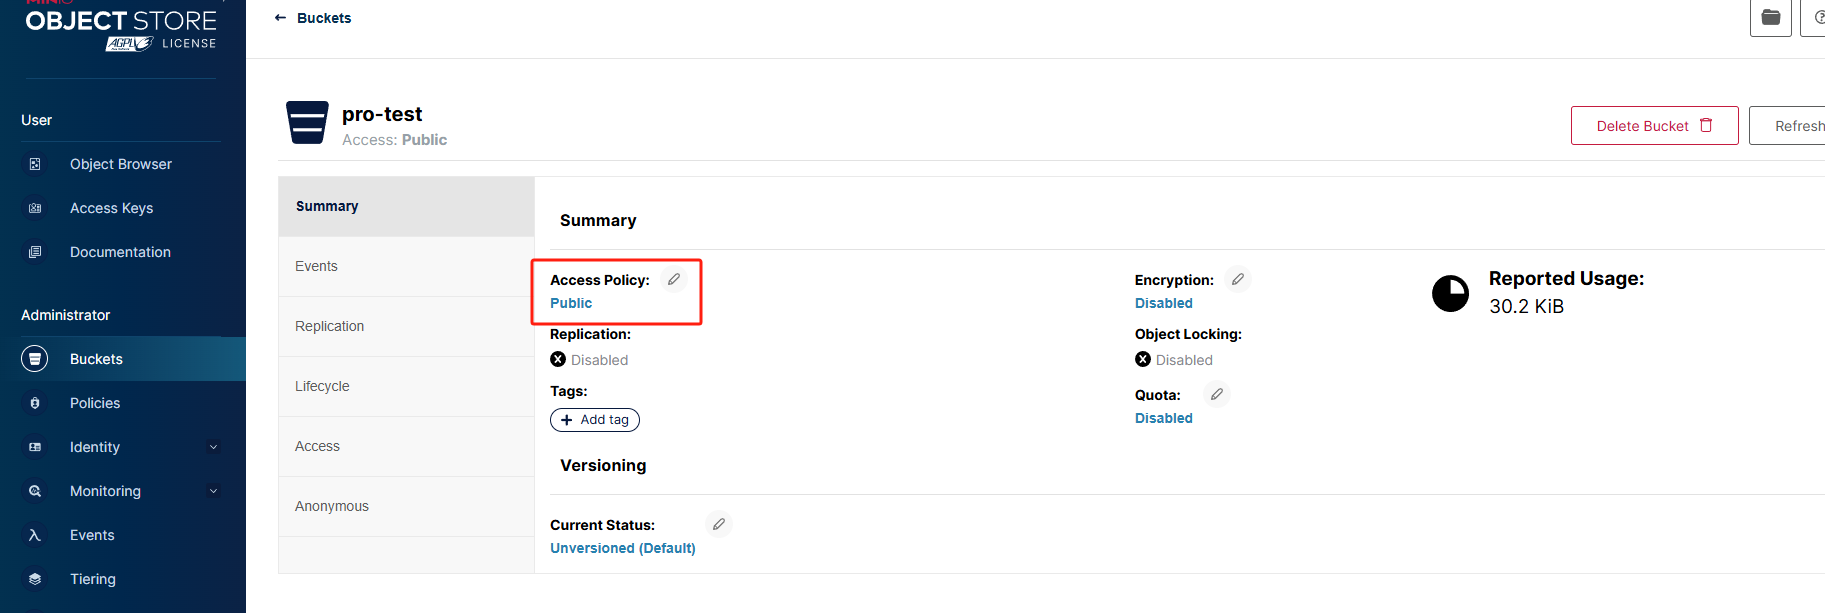 MINIO
OBJECT STORE
AGPLv3 LICENSE
User
Object Browser
Access Keys
Documentation
Administrator
Buckets
Policies
Identity
Monitoring
Events
Tiering
← Buckets
pro-test
Access: Public
Delete Bucket
Refresh
Summary
Events
Replication
Lifecycle
Access
Anonymous
Summary
Access Policy:
Public
Replication:
Disabled
Tags:
+ Add tag
Encryption:
Disabled
Object Locking:
Disabled
Quota:
Disabled
Reported Usage:
30.2 KiB
Versioning
Current Status:
Unversioned (Default)